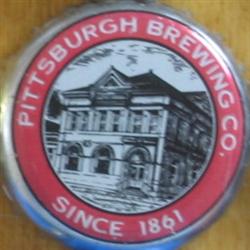 PITTSBURGH BREWING CO.
SINCE 1861